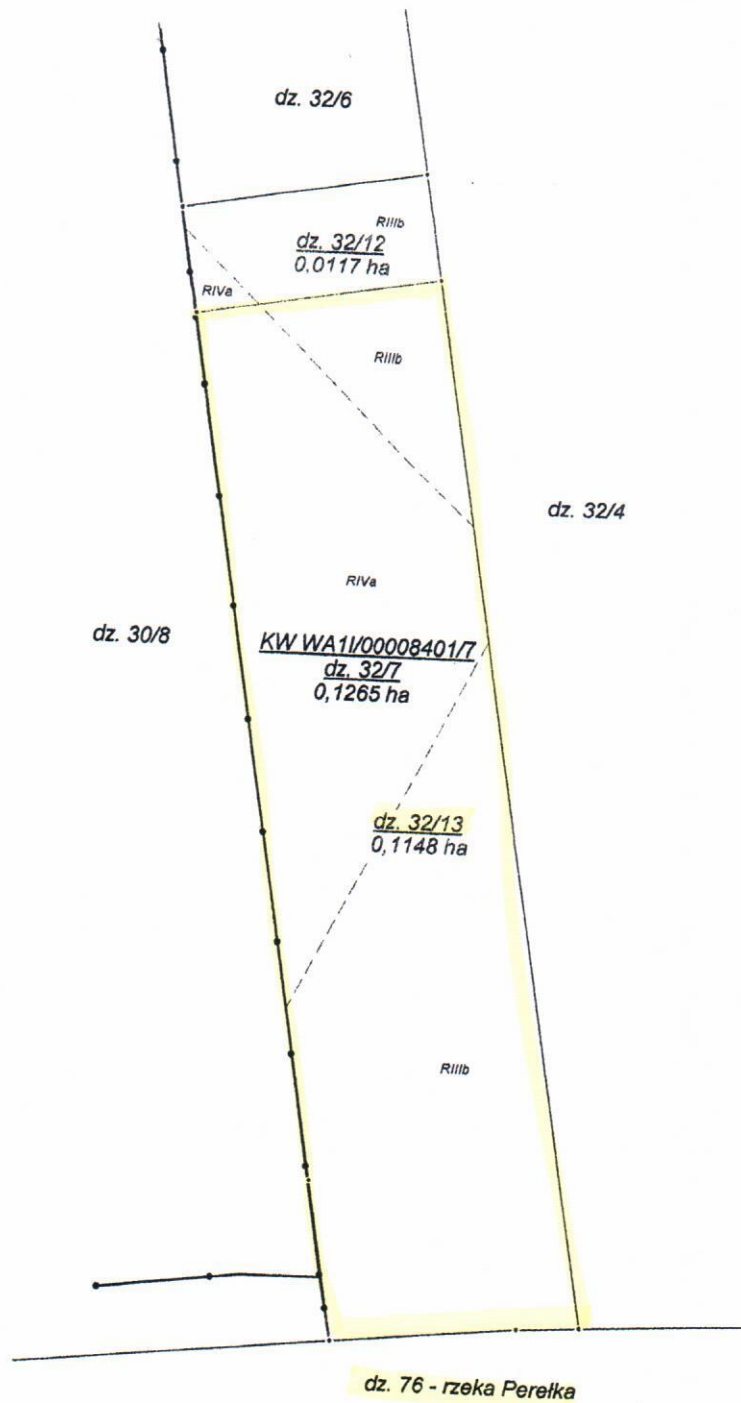 dz. 32/6
RIIIb
dz. 32/12
0,0117 ha
RIVa
RIIIb
dz. 32/4
RIVa
dz. 30/8
KW WA1I/00008401/7
dz. 32/7
0,1265 ha
dz. 32/13
0,1148 ha
RIIIb
dz. 76 - rzeka Perełka